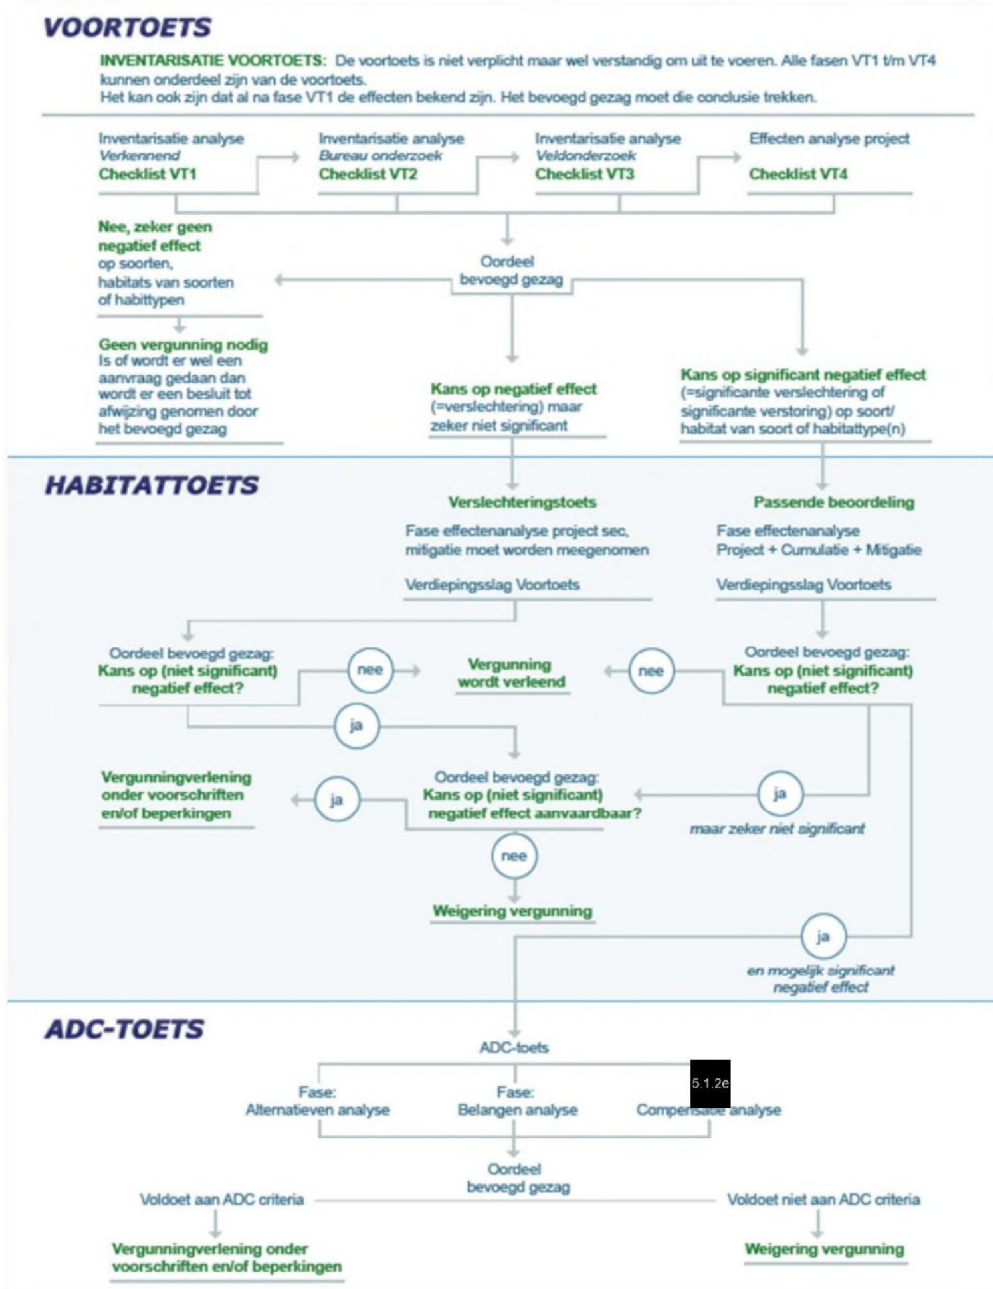 VOORTOETS
INVENTARISATIE VOORTOETS: De voortoets is niet verplicht maar wel verstandig om uit te voeren. Alle fasen VT1 t/m VT4
kunnen onderdeel zijn van de voortoets.
Het kan ook zijn dat al na fase VT1 de effecten bekend zijn. Het bevoegd gezag moet die conclusie trekken.
Inventarisatie analyse
Verkennend
Checklist VT1
Inventarisatie analyse
Bureau onderzoek
Checklist VT2
Inventarisatie analyse
Veldonderzoek
Checklist VT3
Effecten analyse project
Checklist VT4
Nee, zeker geen
negatief effect
op soorten,
habitats van soorten
of habittypen
Oordeel
bevoegd gezag
Geen vergunning nodig
Is of wordt er wel een
aanvraag gedaan dan
wordt er een besluit tot
afwijzing genomen door
het bevoegd gezag
Kans op negatief effect
(=verslechtering) maar
zeker niet significant
Kans op significant negatief effect
(=significante verslechtering of
significante verstoring) op soort/
habitat van soort of habitattype(n)
HABITATTOETS
Verslechteringstoets
Fase effectenanalyse project sec,
mitigatie moet worden meegenomen
Verdiepingsslag Voortoets
Passende beoordeling
Fase effectenanalyse
Project + Cumulatie + Mitigatie
Verdiepingsslag Voortoets
Oordeel bevoegd gezag:
Kans op (niet significant)
negatief effect?
nee
Vergunning
wordt verleend
nee
Oordeel bevoegd gezag:
Kans op (niet significant)
negatief effect?
ja
Vergunningverlening
onder voorschriften
en/of beperkingen
ja
Oordeel bevoegd gezag:
Kans op (niet significant)
negatief effect aanvaardbaar?
ja
maar zeker niet significant
nee
Weigering vergunning
ja
en mogelijk significant
negatief effect
ADC-TOETS
ADC-toets
Fase:
Alternatieven analyse
Fase:
Belangen analyse
5.1.2e
Compensatie analyse
Oordeel
bevoegd gezag
Voldoet aan ADC criteria
Voldoet niet aan ADC criteria
Vergunningverlening onder
voorschriften en/of beperkingen
Weigering vergunning